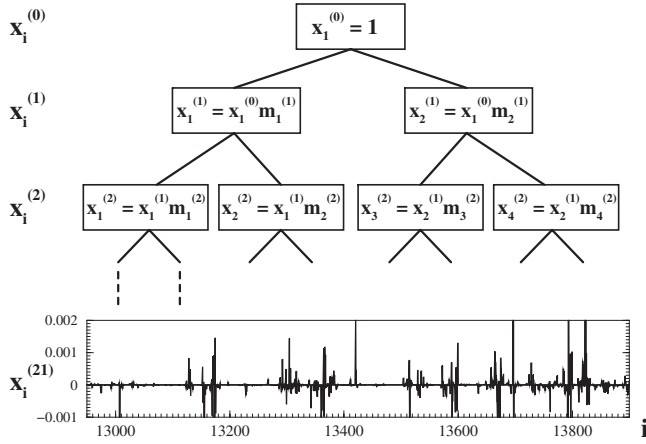 x_i^(0)
x_1^(0) = 1
x_i^(1)
x_1^(1) = x_1^(0) m_1^(1)
x_2^(1) = x_1^(0) m_2^(1)
x_i^(2)
x_1^(2) = x_1^(1) m_1^(2)
x_2^(2) = x_1^(1) m_2^(2)
x_3^(2) = x_2^(1) m_3^(2)
x_4^(2) = x_2^(1) m_4^(2)
x_i^(21)
0.002
0.001
0
−0.001
13000 13200 13400 13600 13800 i